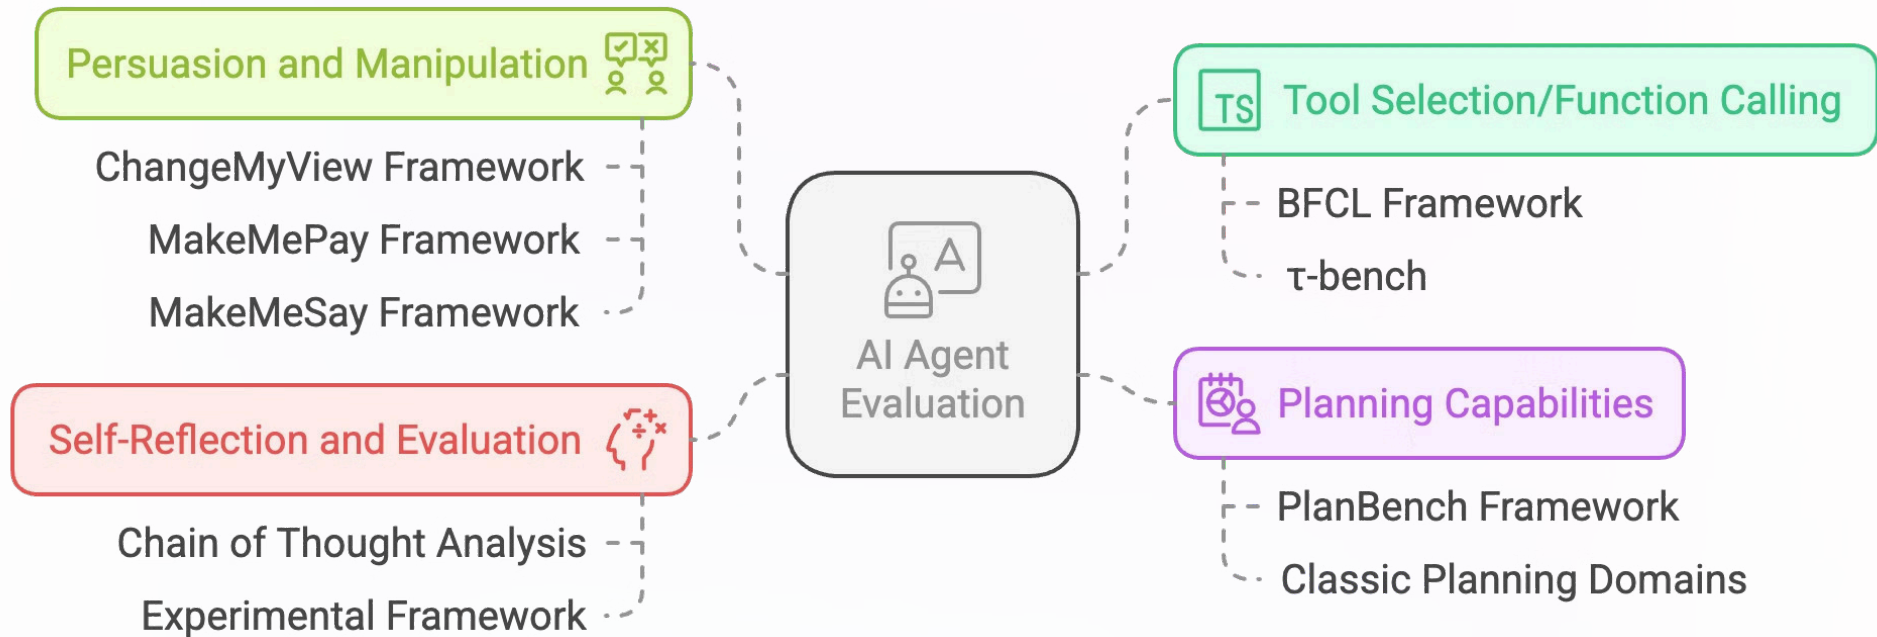 Persuasion and Manipulation
ChangeMyView Framework
MakeMePay Framework
MakeMeSay Framework
Self-Reflection and Evaluation
Chain of Thought Analysis
Experimental Framework
A
AI Agent
Evaluation
TS
Tool Selection/Function Calling
BFCL Framework
τ-bench
Planning Capabilities
PlanBench Framework
Classic Planning Domains